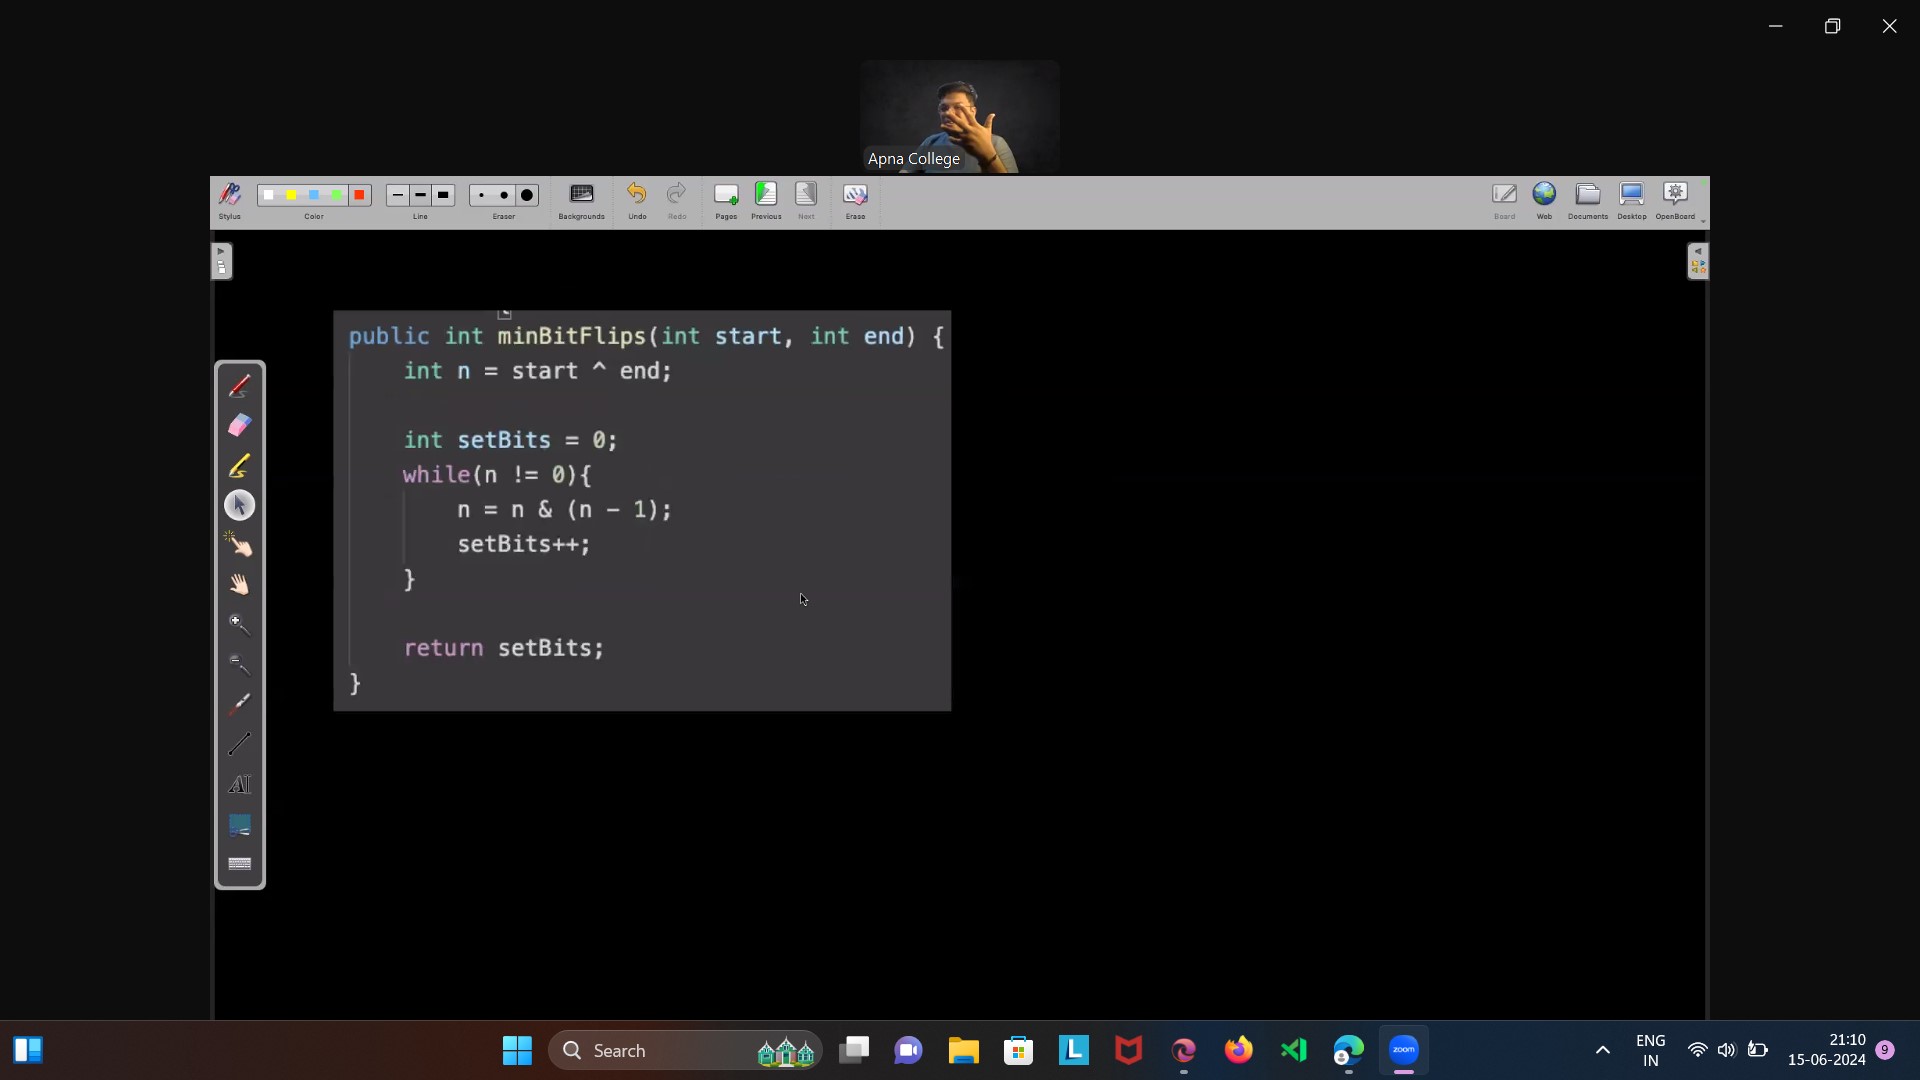 Apna College
Stylus
Color
Line
Eraser
Backgrounds
Undo
Redo
Pages
Previous
Next
Erase
Board
Web
Documents
Desktop
OpenBoard
public int minBitFlips(int start, int end) {
int n = start ^ end;
int setBits = 0;
while(n != 0){
n = n & (n - 1);
setBits++;
}
return setBits;
}
AI
Search
L
zoom
ENG
IN
21:10
15-06-2024
9